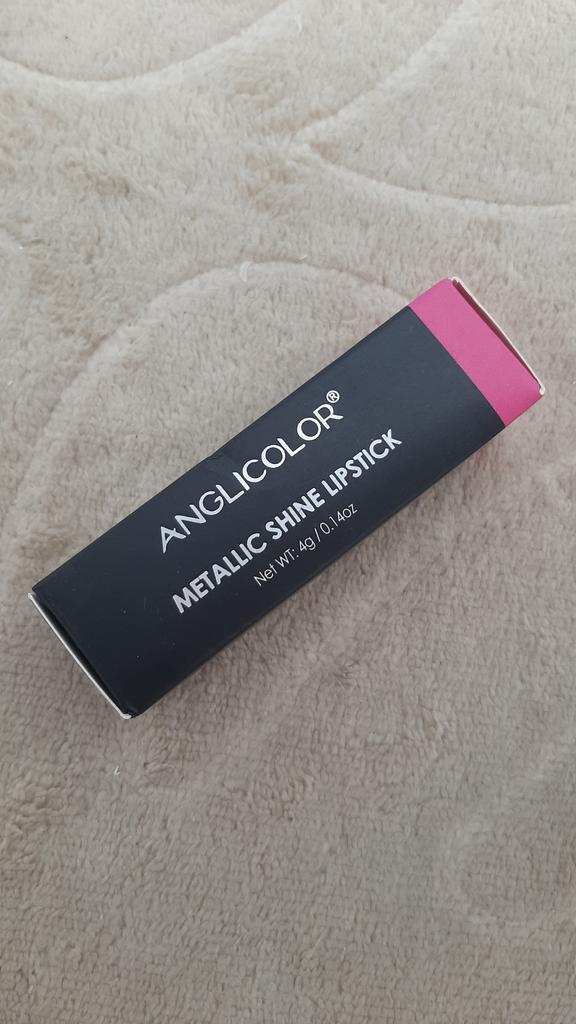 ANGLICOLOR®
METALLIC SHINE LIPSTICK
Net WT: 4g / 0.14oz